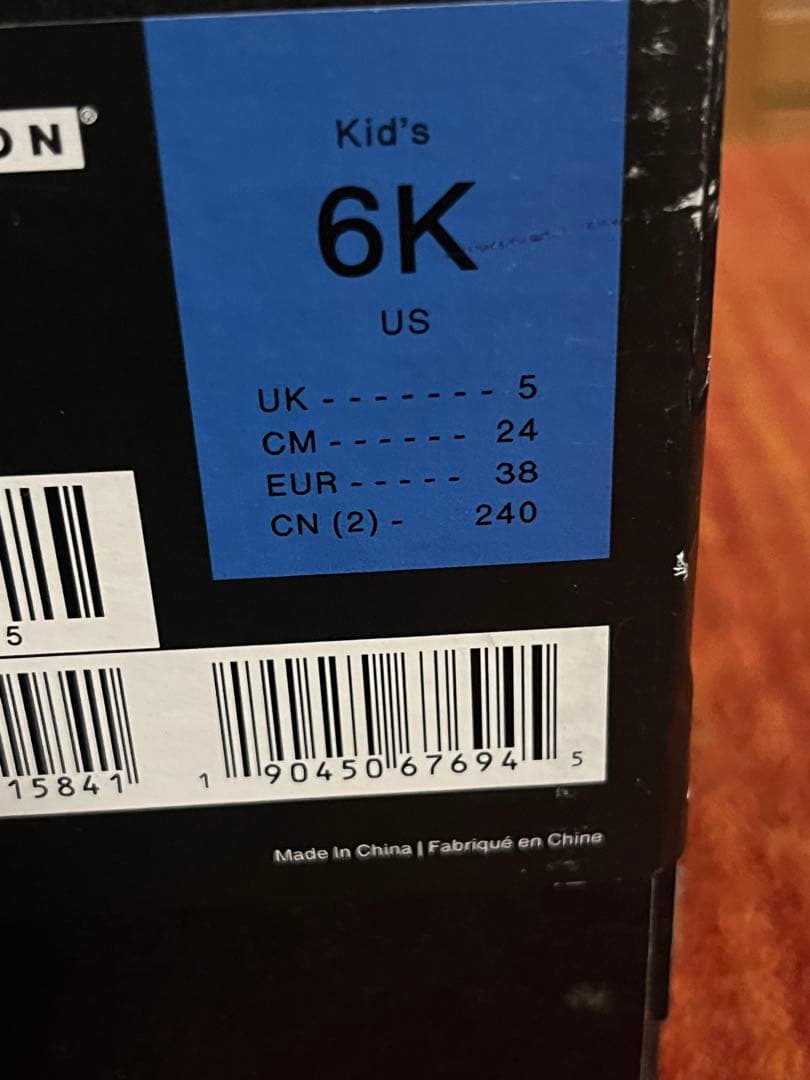 ON®
Kid's
6K
US
UK - - - - - - - 5
CM - - - - - - 24
EUR - - - - - 38
CN (2) - 240
5
15841
1 90450 67694 5
Made In China | Fabriqué en Chine